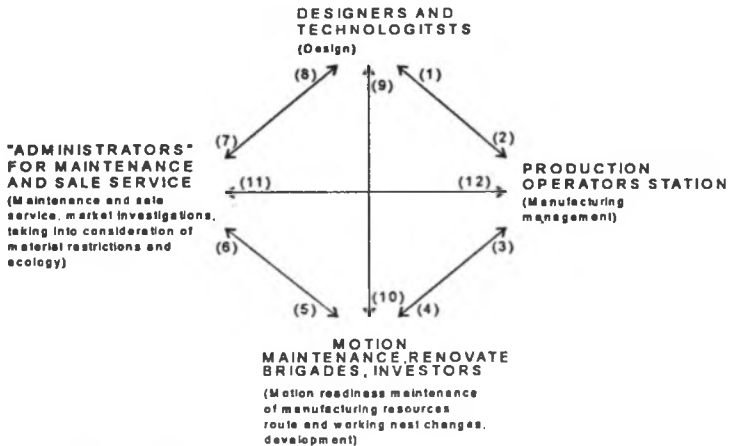 DESIGNERS AND
TECHNOLOGITSTS
(Design)
(8)
(1)
(9)
(7)
(2)
"ADMINISTRATORS"
FOR MAINTENANCE
AND SALE SERVICE
(Maintenance and sale
service, market investigations,
taking into consideration of
material restrictions and
ecology)
(11)
(12)
PRODUCTION
OPERATORS STATION
(Manufacturing
management)
(6)
(3)
(5)
(10)
(4)
MOTION
MAINTENANCE, RENOVATE
BRIGADES, INVESTORS
(Motion readiness maintenance
of manufacturing resources
route and working nest changes,
development)